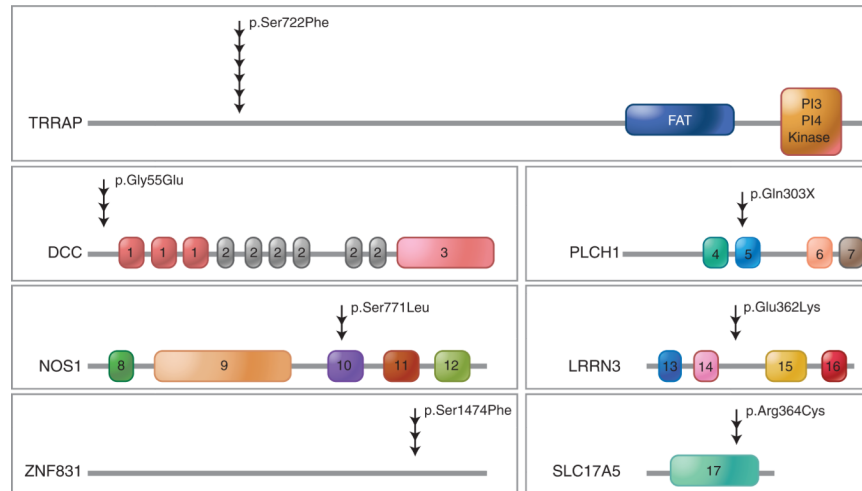 p.Ser722Phe
TRRAP
FAT
PI3
PI4
Kinase
p.Gly55Glu
DCC
1 1 1 2 2 2 2 2 2 3
p.Gln303X
PLCH1
4 5 6 7
p.Ser771Leu
NOS1
8 9 10 11 12
p.Glu362Lys
LRRN3
13 14 15 16
p.Ser1474Phe
ZNF831
p.Arg364Cys
SLC17A5
17